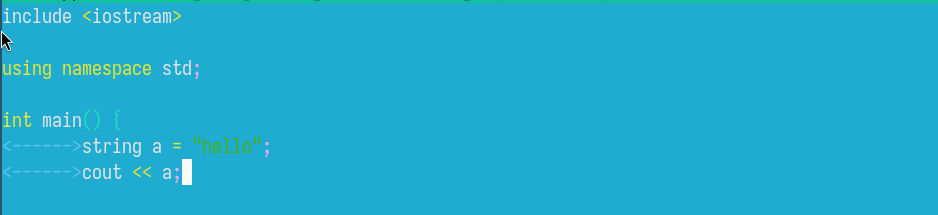 include <iostream>
using namespace std;
int main() {
<------>string a = "hello";
<------>cout << a;